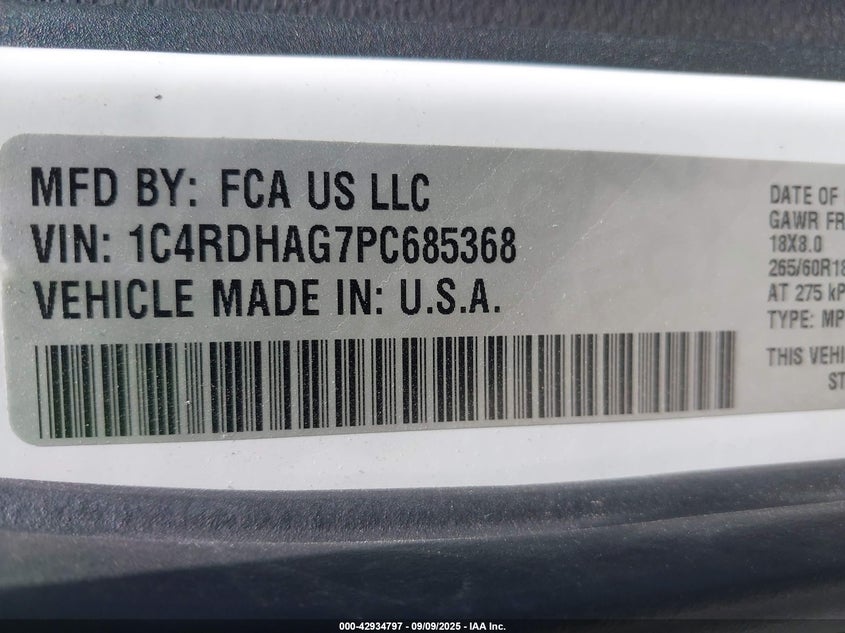 MFD BY: FCA US LLC
VIN: 1C4RDHAG7PC685368
VEHICLE MADE IN: U.S.A.
DATE OF
GAWR FR
18X8.0
265/60R18
AT 275 kP
TYPE: MP
THIS VEHI
ST
000-42934797 - 09/09/2025 - IAA Inc.